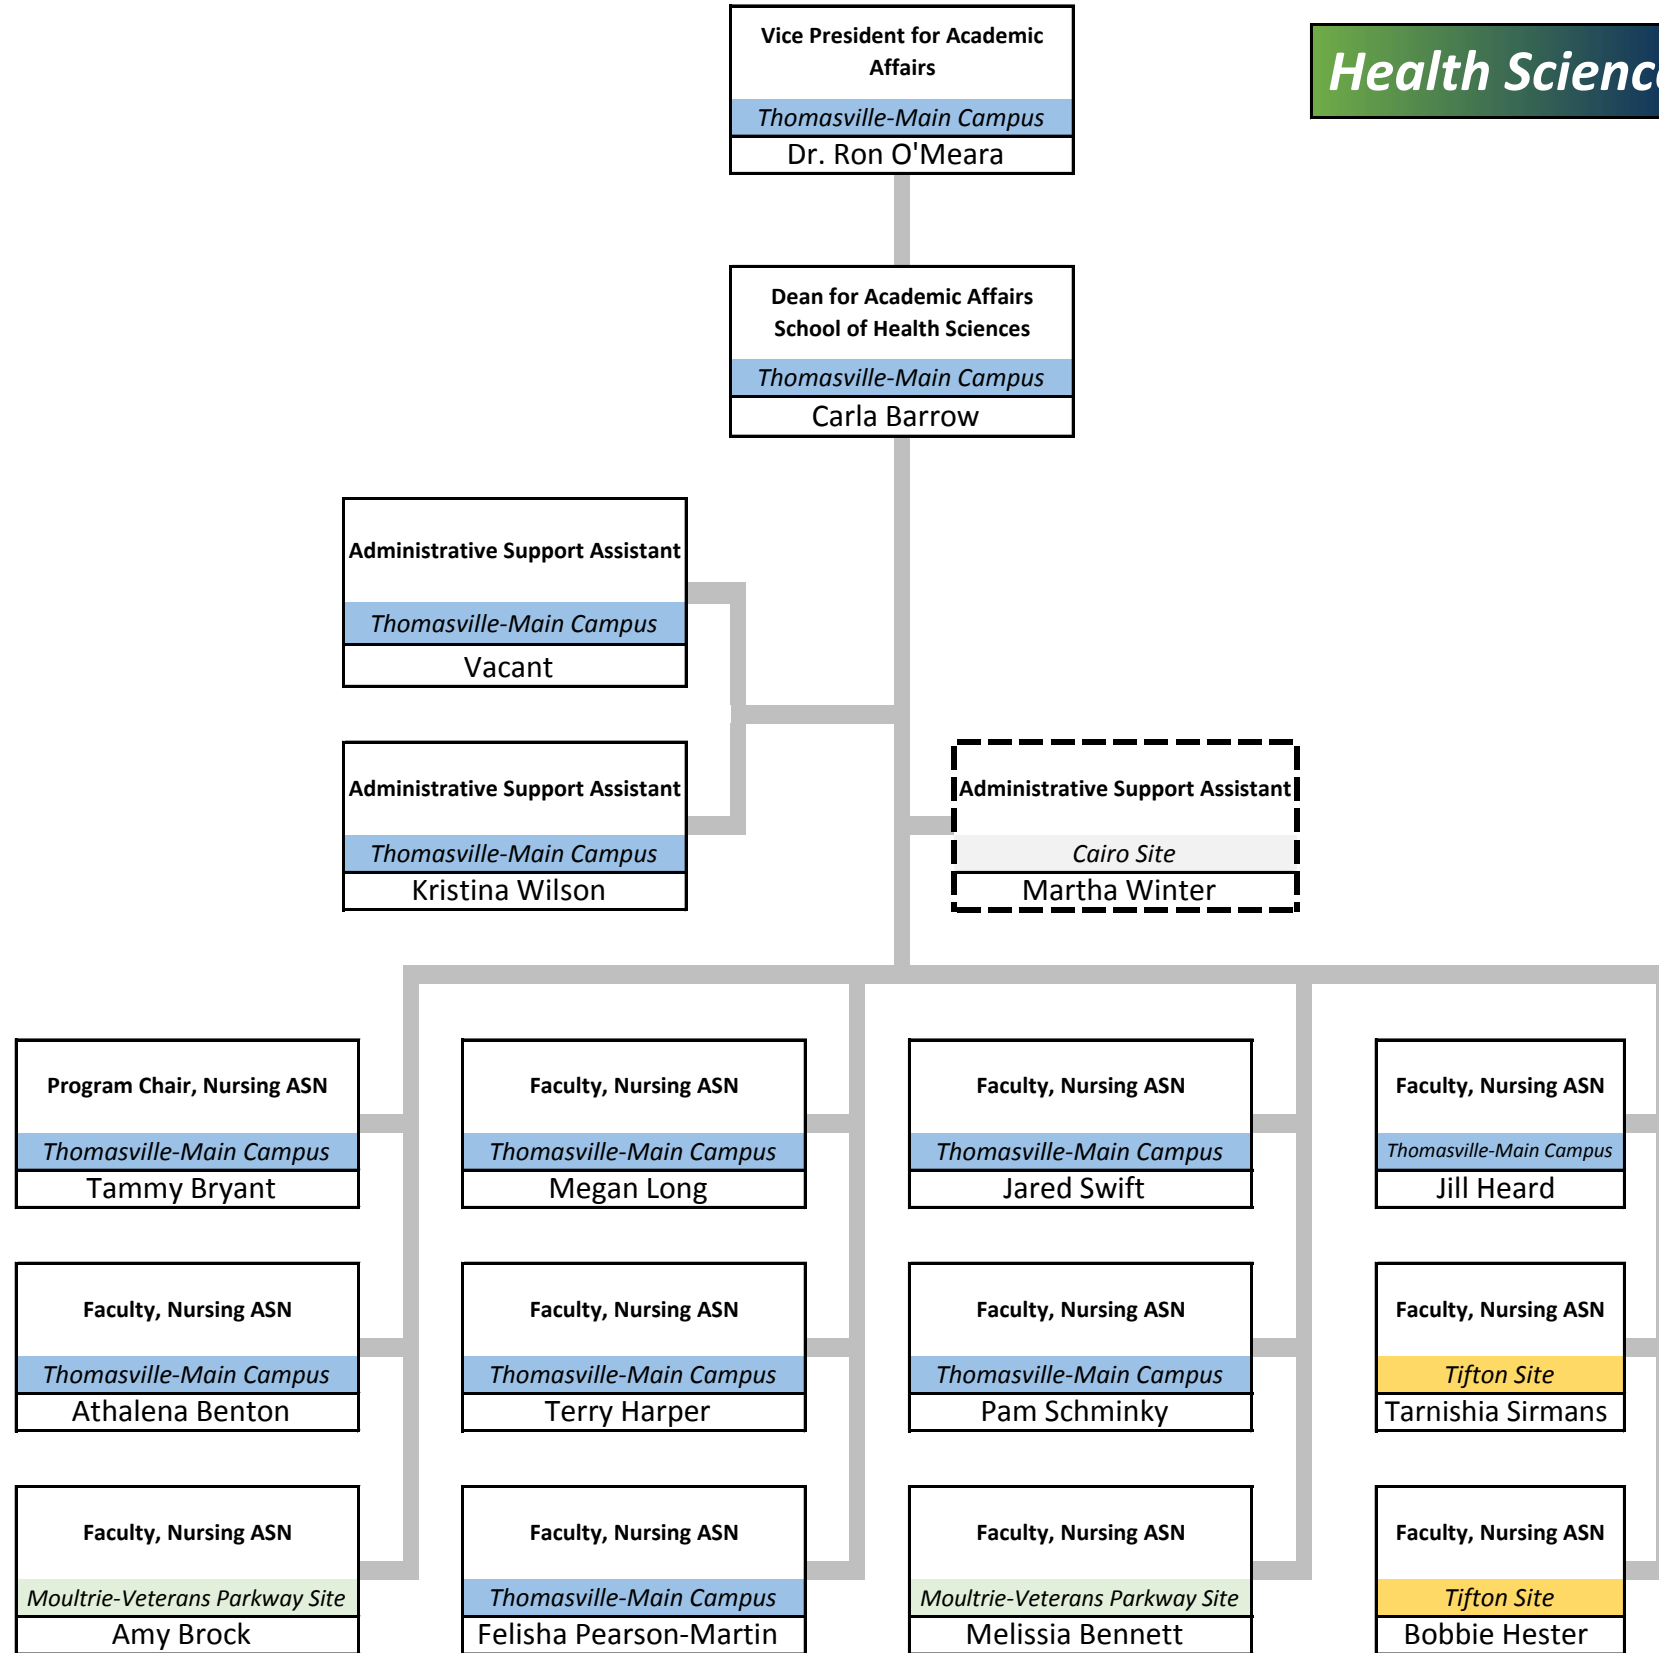 Vice President for Academic
Affairs
Thomasville-Main Campus
Dr. Ron O'Meara
Health Scienc
Dean for Academic Affairs
School of Health Sciences
Thomasville-Main Campus
Carla Barrow
Administrative Support Assistant
Thomasville-Main Campus
Vacant
Administrative Support Assistant
Thomasville-Main Campus
Kristina Wilson
Administrative Support Assistant
Cairo Site
Martha Winter
Program Chair, Nursing ASN
Thomasville-Main Campus
Tammy Bryant
Faculty, Nursing ASN
Thomasville-Main Campus
Megan Long
Faculty, Nursing ASN
Thomasville-Main Campus
Jared Swift
Faculty, Nursing ASN
Thomasville-Main Campus
Jill Heard
Faculty, Nursing ASN
Thomasville-Main Campus
Athalena Benton
Faculty, Nursing ASN
Thomasville-Main Campus
Terry Harper
Faculty, Nursing ASN
Thomasville-Main Campus
Pam Schminky
Faculty, Nursing ASN
Tifton Site
Tarnishia Sirmans
Faculty, Nursing ASN
Moultrie-Veterans Parkway Site
Amy Brock
Faculty, Nursing ASN
Thomasville-Main Campus
Felisha Pearson-Martin
Faculty, Nursing ASN
Moultrie-Veterans Parkway Site
Melissia Bennett
Faculty, Nursing ASN
Tifton Site
Bobbie Hester